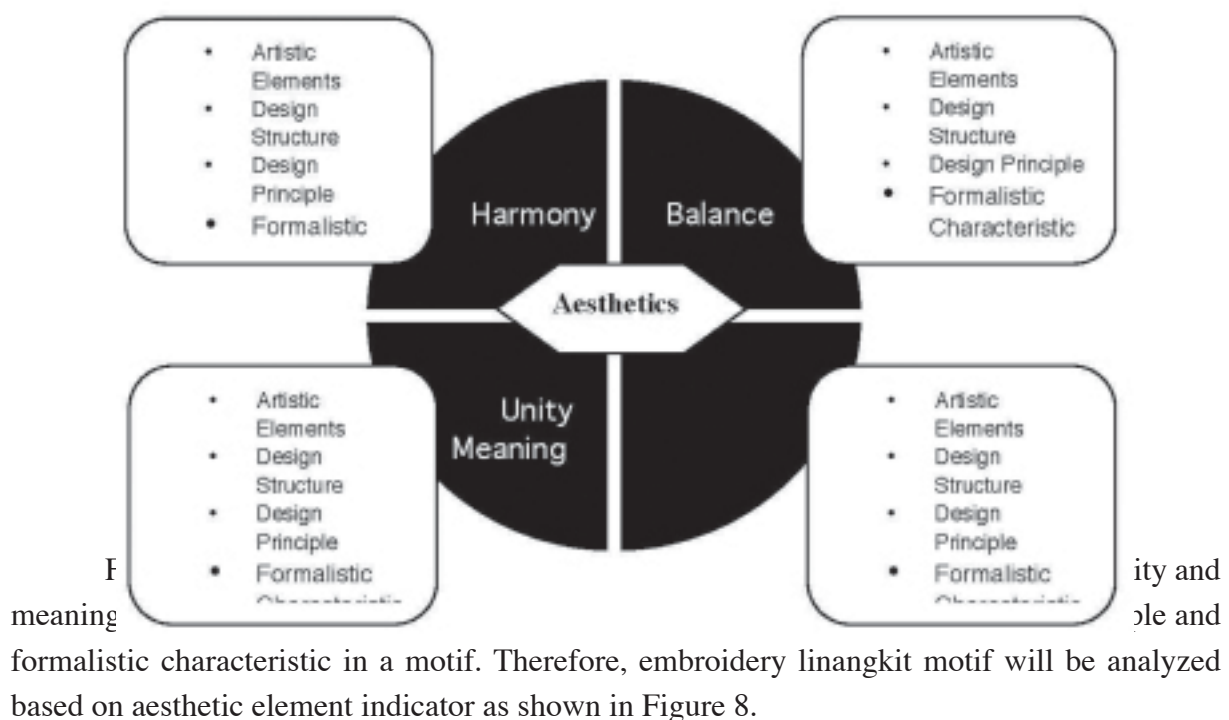 • Artistic
Elements
• Design
Structure
• Design
Principle
• Formalistic
• Artistic
Elements
• Design
Structure
• Design Principle
• Formalistic
Characteristic
Harmony
Balance
Aesthetics
Unity
Meaning
• Artistic
Elements
• Design
Structure
• Design
Principle
• Formalistic
Characteristic
• Artistic
Elements
• Design
Structure
• Design
Principle
• Formalistic
Characteristic
ity and
meaning
ple and
formalistic characteristic in a motif. Therefore, embroidery linangkit motif will be analyzed
based on aesthetic element indicator as shown in Figure 8.